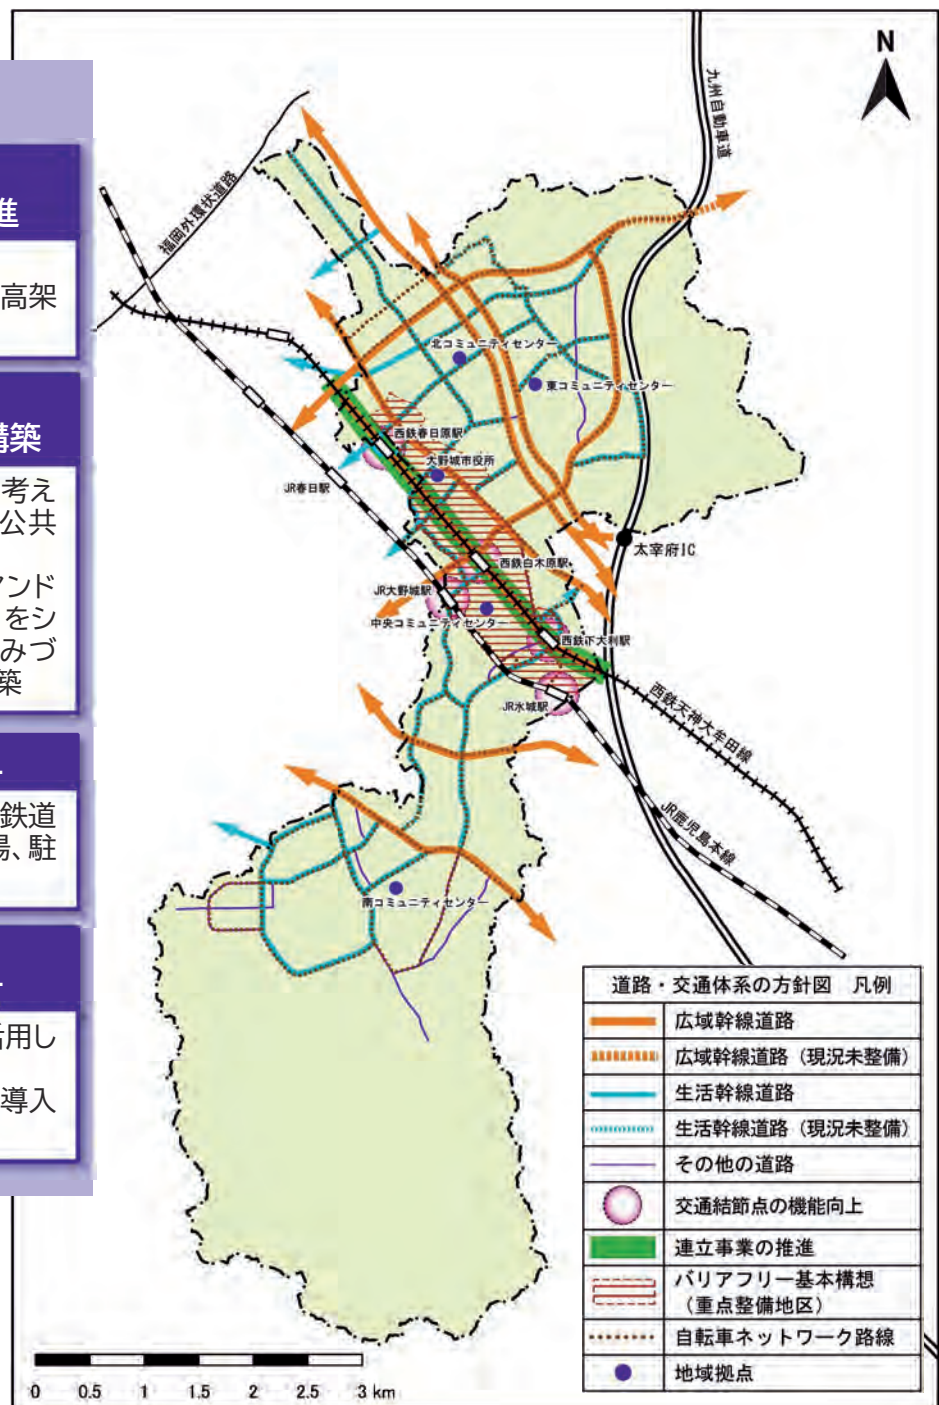 進
高架
構築
考え
公共
アンド
をシ
みづ
築
鉄道
場、駐
活用し
導入
N
九州自動車道
福岡外環状道路
北コミュニティセンター
東コミュニティセンター
西鉄春日原駅
大野城市役所
JR春日駅
太宰府IC
西鉄白木原駅
JR大野城駅
中央コミュニティセンター
西鉄下大利駅
JR水城駅
西鉄天神大牟田線
JR鹿児島本線
南コミュニティセンター
道路・交通体系の方針図 凡例
広域幹線道路
広域幹線道路（現況未整備）
生活幹線道路
生活幹線道路（現況未整備）
その他の道路
交通結節点の機能向上
連立事業の推進
バリアフリー基本構想
（重点整備地区）
自転車ネットワーク路線
地域拠点
0 0.5 1 1.5 2 2.5 3 km